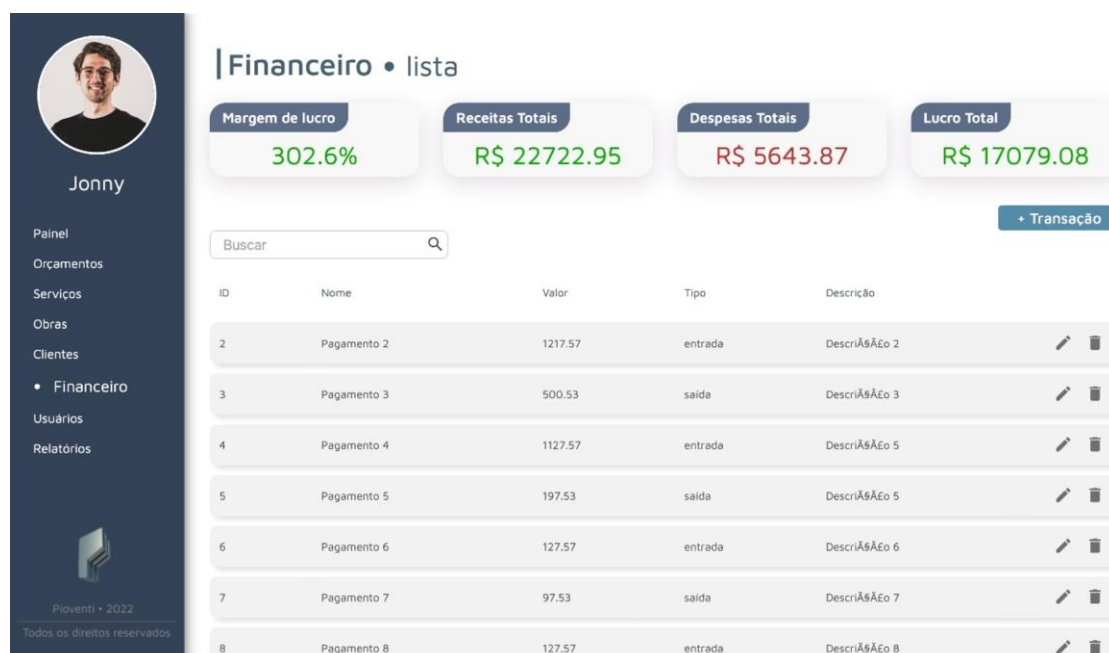 Jonny
Painel
Orçamentos
Serviços
Obras
Clientes
• Financeiro
Usuários
Relatórios
Pioventi • 2022
Todos os direitos reservados
|Financeiro • lista
Margem de lucro
302.6%
Receitas Totais
R$ 22722.95
Despesas Totais
R$ 5643.87
Lucro Total
R$ 17079.08
+ Transação
Buscar
ID Nome Valor Tipo Descrição
2 Pagamento 2 1217.57 entrada DescriÃ§Ã£o 2
3 Pagamento 3 500.53 saída DescriÃ§Ã£o 3
4 Pagamento 4 1127.57 entrada DescriÃ§Ã£o 5
5 Pagamento 5 197.53 saída DescriÃ§Ã£o 5
6 Pagamento 6 127.57 entrada DescriÃ§Ã£o 6
7 Pagamento 7 97.53 saída DescriÃ§Ã£o 7
8 Pagamento 8 127.57 entrada DescriÃ§Ã£o 8